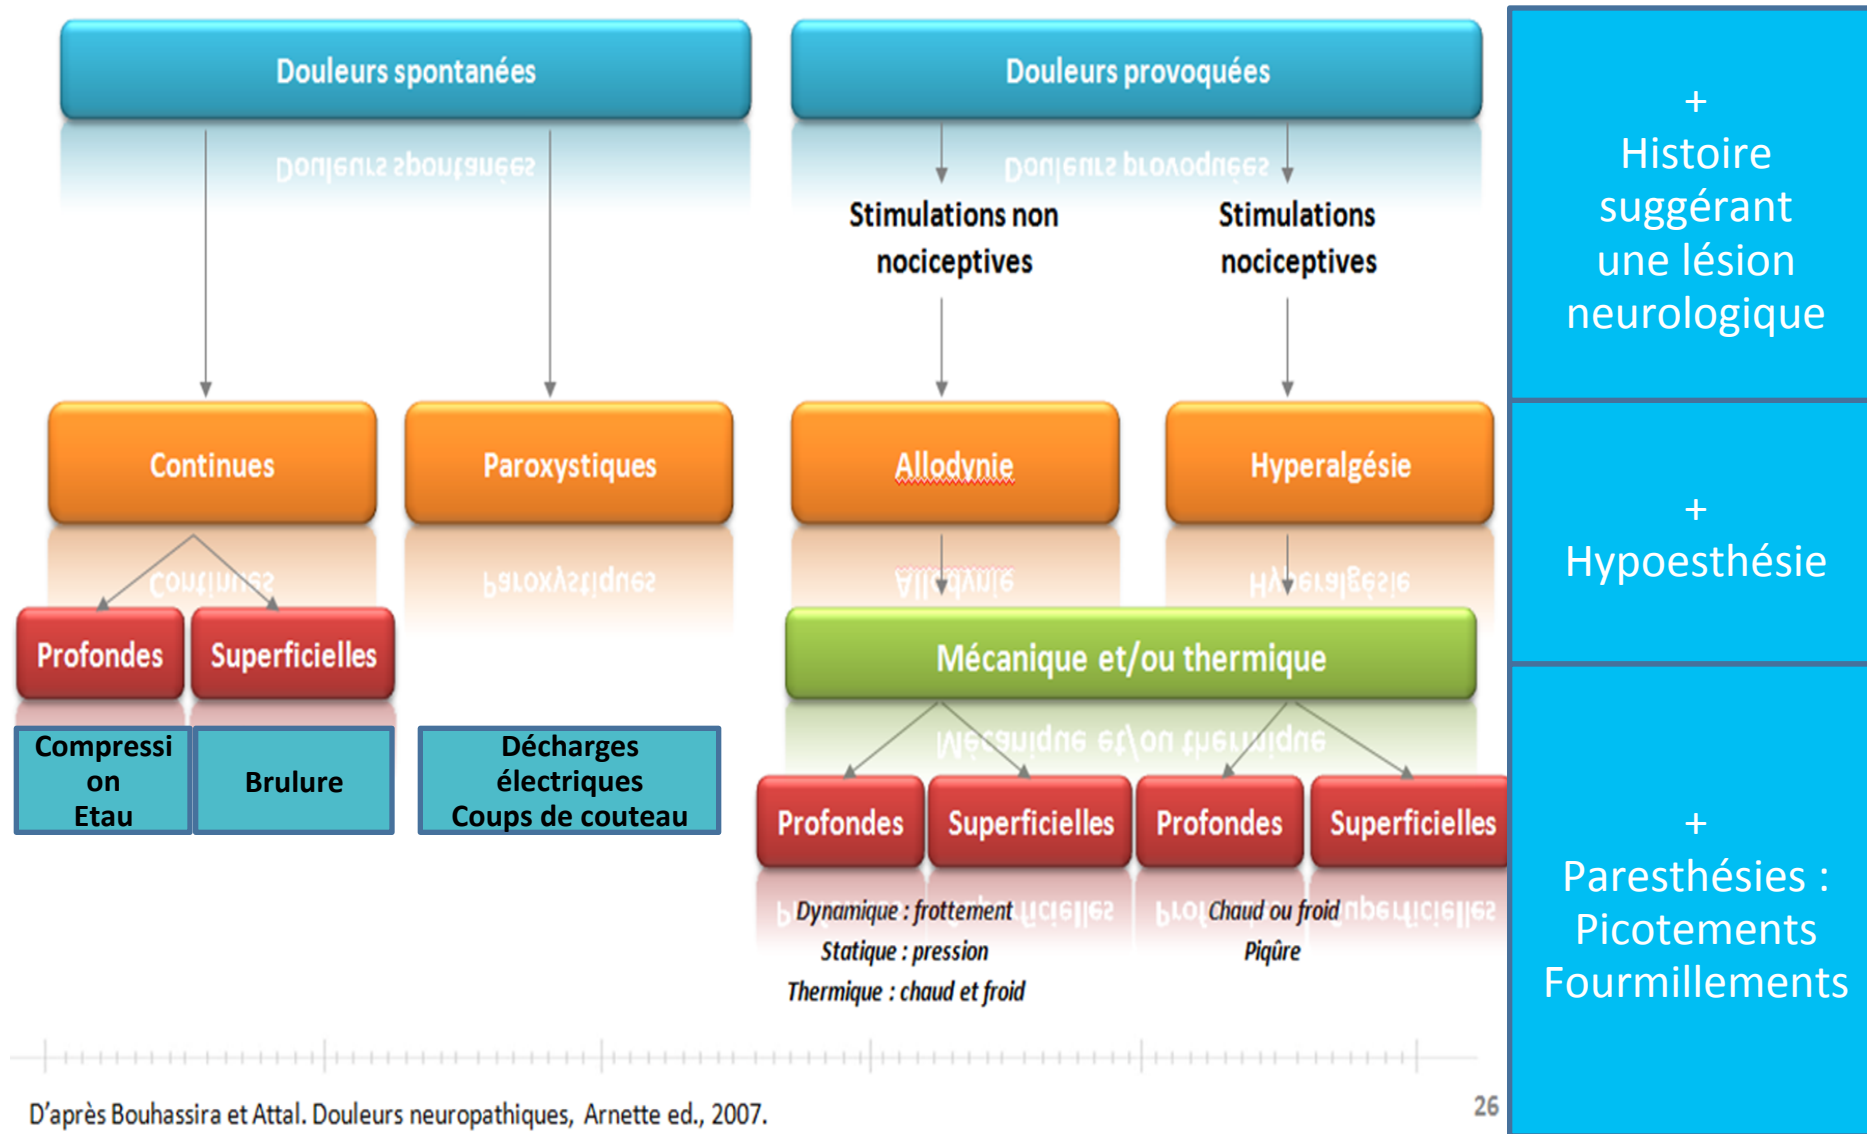 Douleurs spontanées
Douleurs provoquées
Stimulations non
nociceptives
Stimulations
nociceptives
Continues
Paroxystiques
Allodynie
Hyperalgésie
Profondes
Superficielles
Mécanique et/ou thermique
Compressi
on
Etau
Brulure
Décharges
électriques
Coups de couteau
Profondes
Superficielles
Profondes
Superficielles
Dynamique : frottement
Statique : pression
Thermique : chaud et froid
Chaud ou froid
Piqûre
+
Histoire
suggérant
une lésion
neurologique
+
Hypoesthésie
+
Paresthésies :
Picotements
Fourmillements
D'après Bouhassira et Attal. Douleurs neuropathiques, Arnette ed., 2007.
26